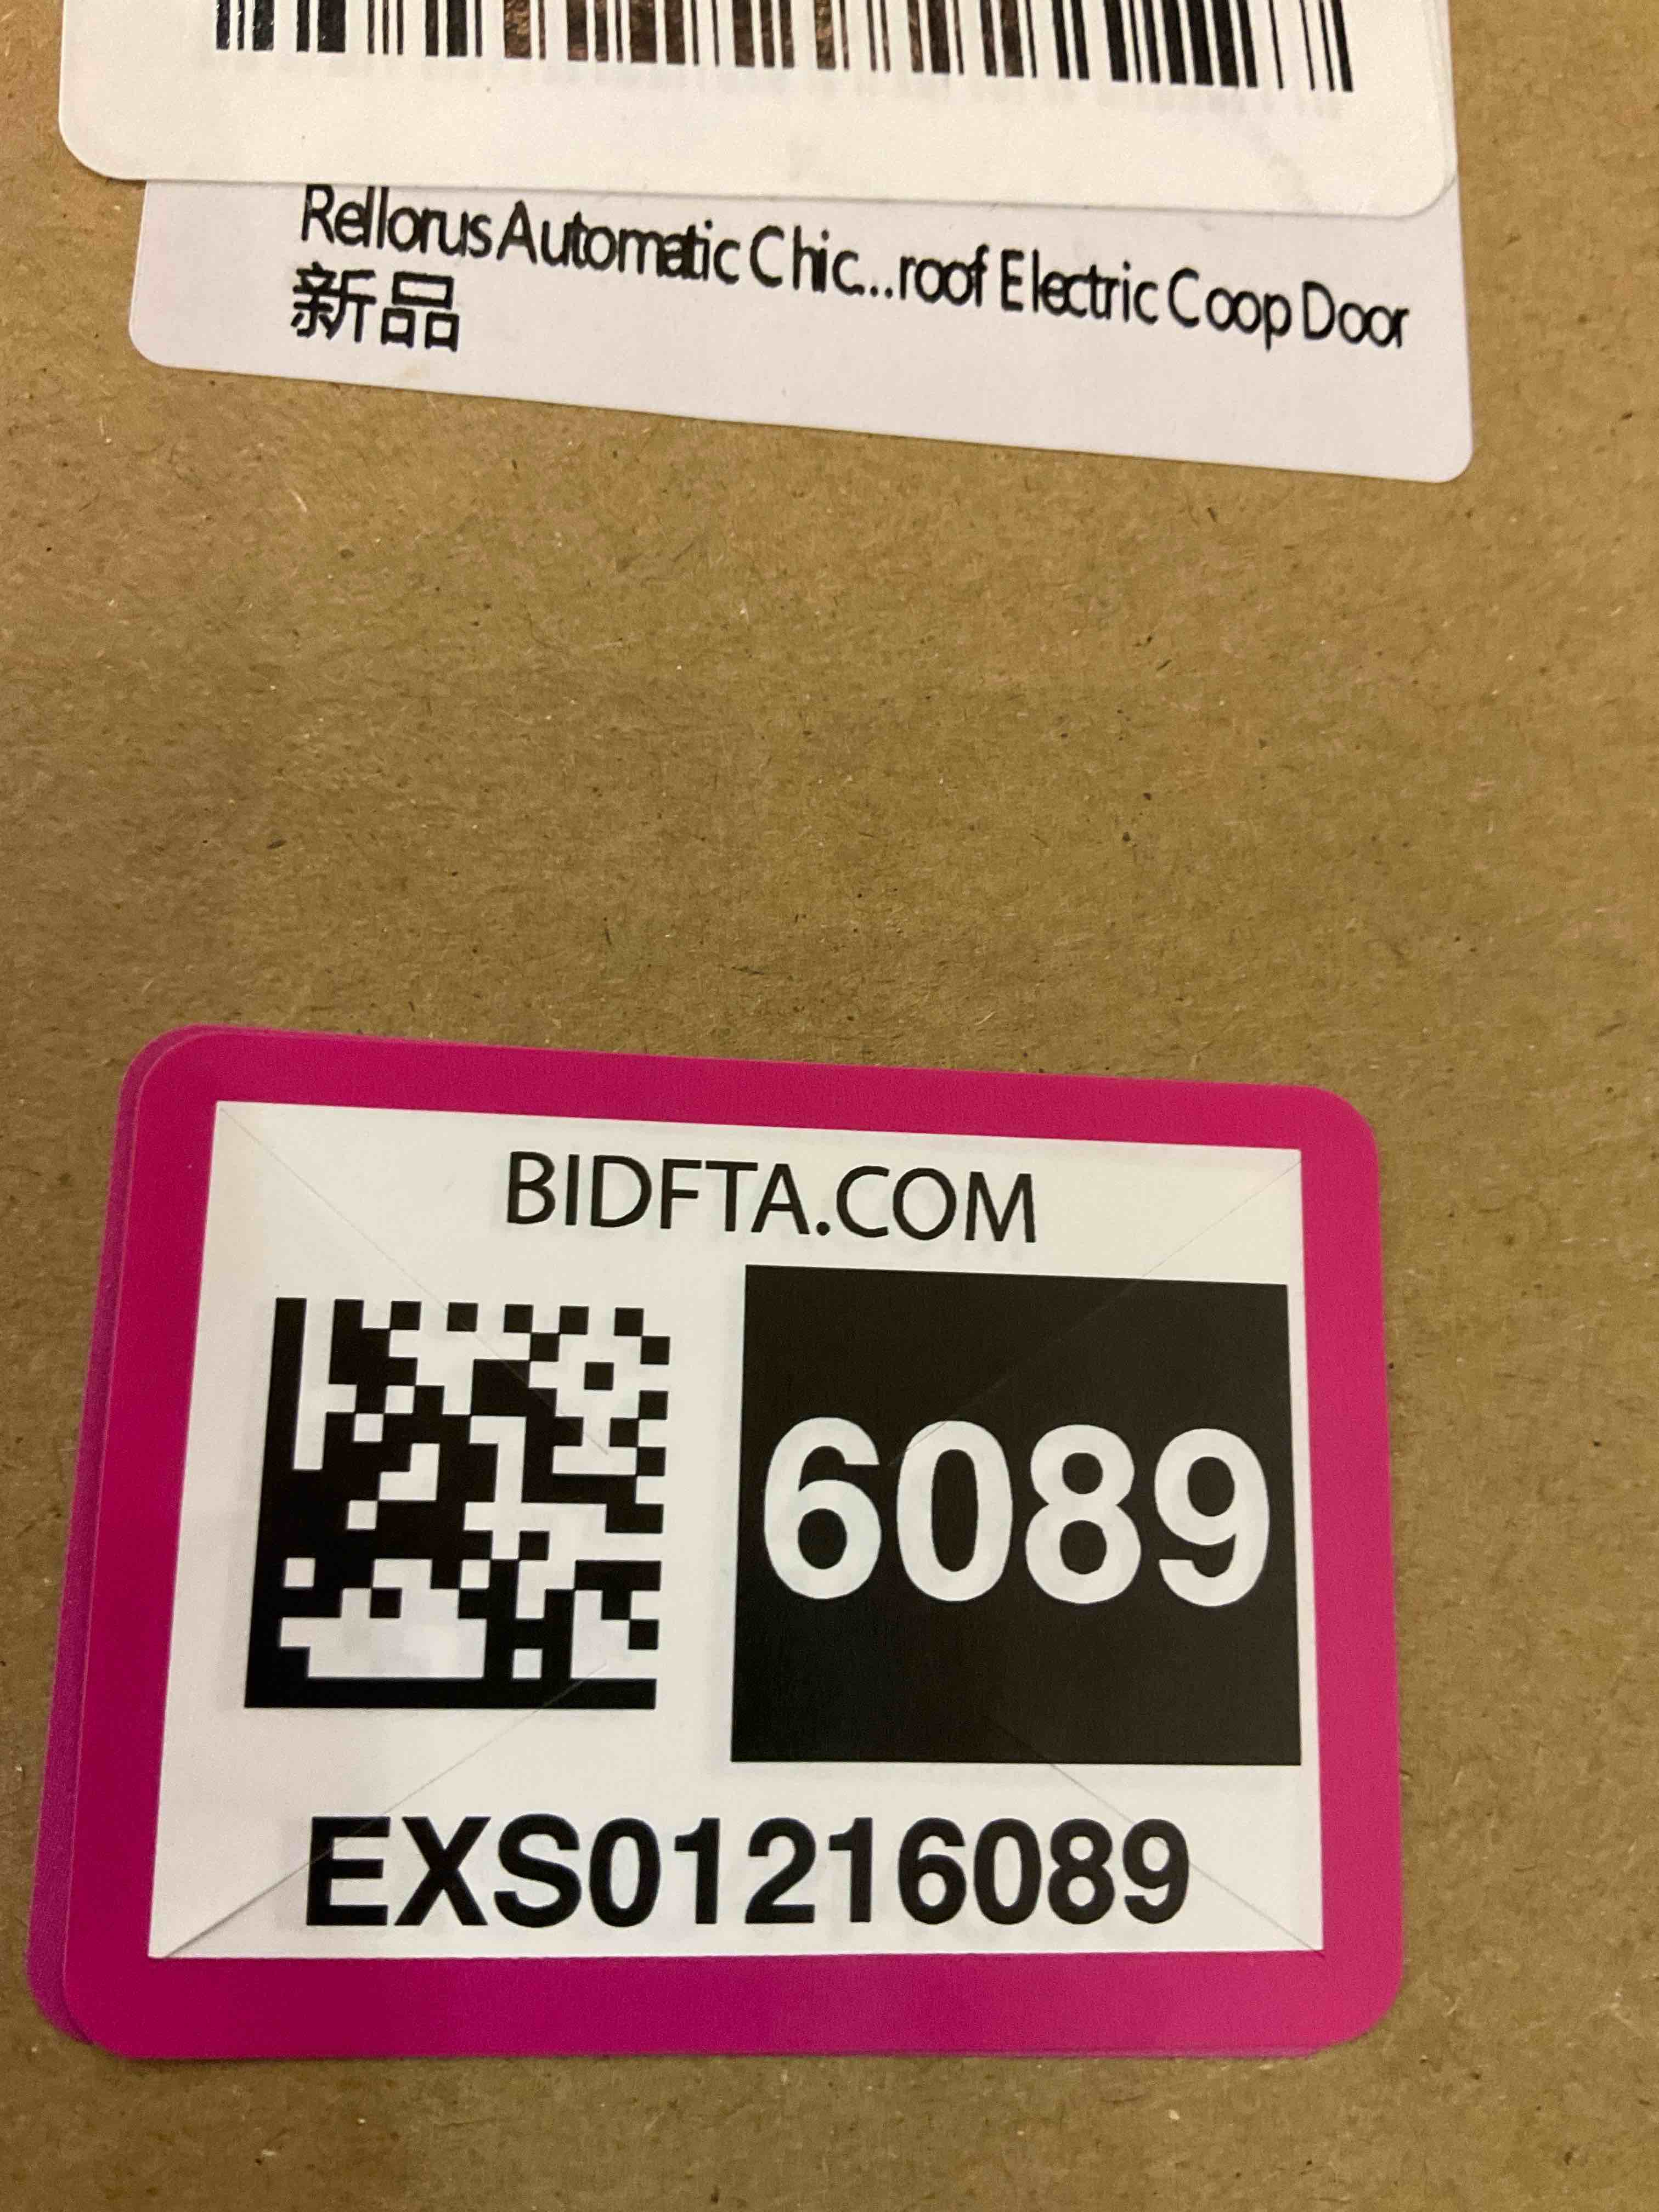 Rellorus Automatic Chic...roof Electric Coop Door
新品
BIDFTA.COM
6089
EXS01216089